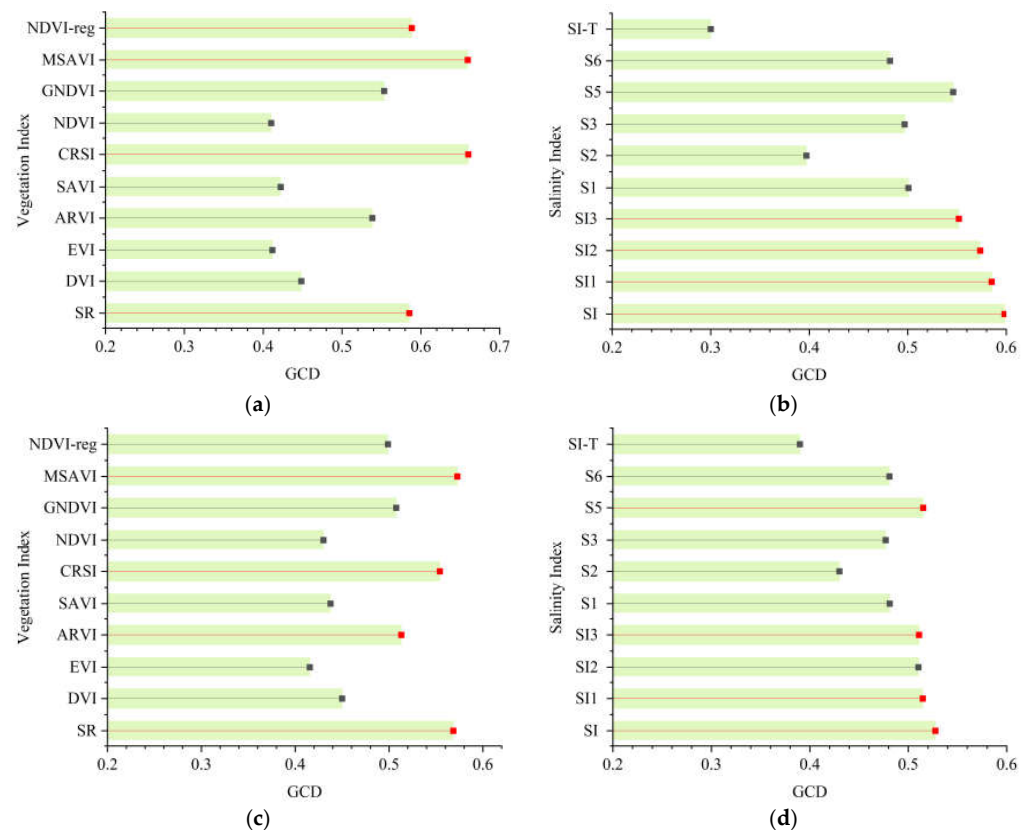 NDVI-reg
MSAVI
GNDVI
NDVI
CRSI
SAVI
ARVI
EVI
DVI
SR
Vegetation Index
0.2 0.3 0.4 0.5 0.6 0.7
GCD
(a)
SI-T
S6
S5
S3
S2
S1
SI3
SI2
SI1
SI
Salinity Index
0.2 0.3 0.4 0.5 0.6
GCD
(b)
NDVI-reg
MSAVI
GNDVI
NDVI
CRSI
SAVI
ARVI
EVI
DVI
SR
Vegetation Index
0.2 0.4 0.6
GCD
(c)
SI-T
S6
S5
S3
S2
S1
SI3
SI2
SI1
SI
Salinity Index
0.2 0.3 0.4 0.5 0.6
GCD
(d)